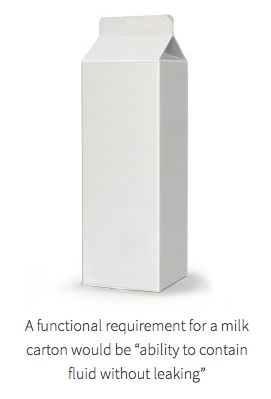 A functional requirement for a milk
carton would be “ability to contain
fluid without leaking”